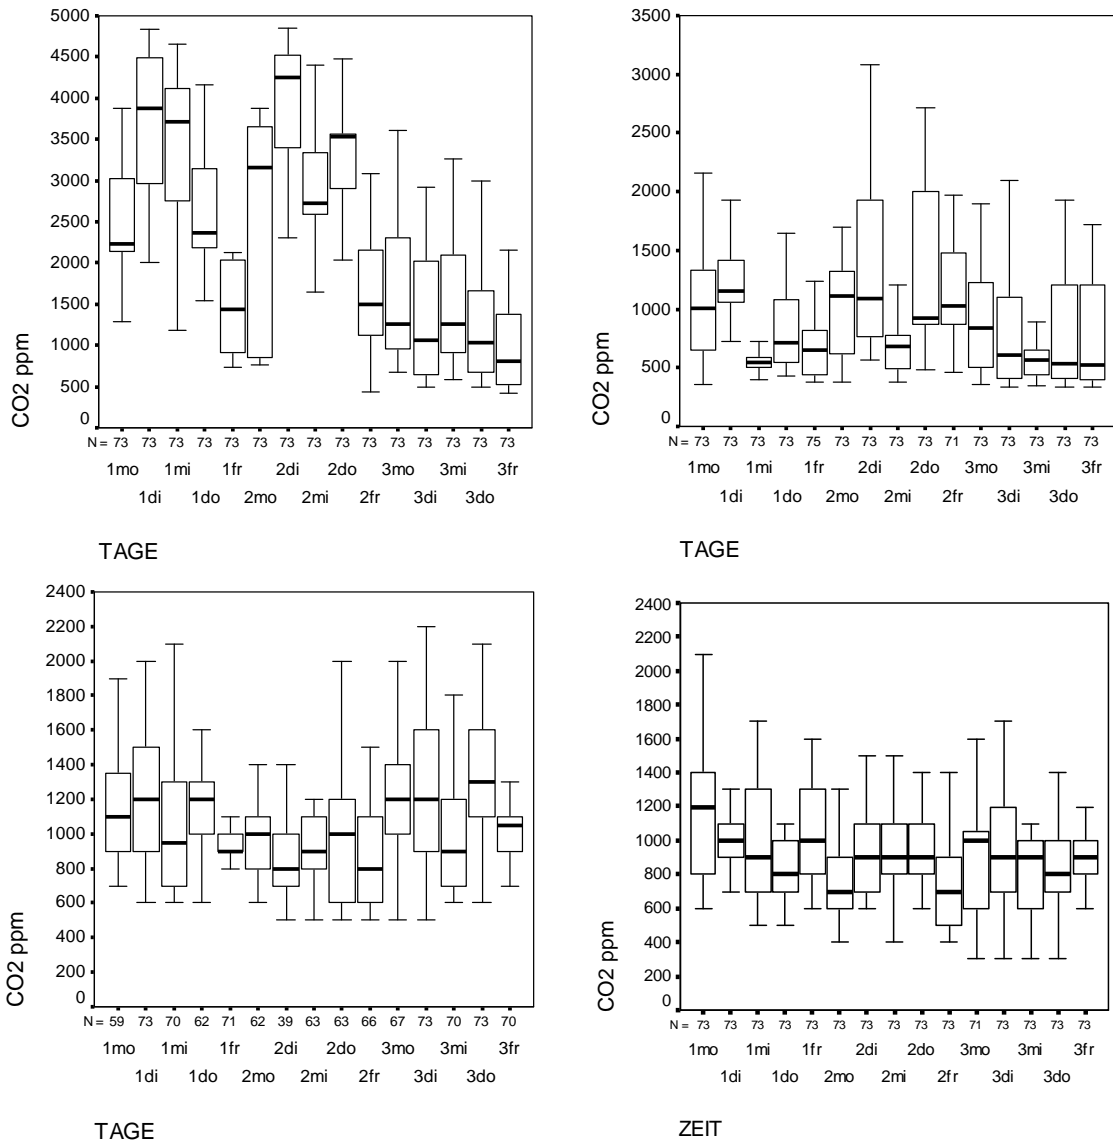 5000
4500
4000
3500
3000
2500
2000
1500
1000
500
0
CO2 ppm
N = 73 73 73 73 73 73 73 73 73 73 73 73 73 73 73
1mo 1mi 1fr 2di 2do 3mo 3mi 3fr
1di 1do 2mo 2mi 2fr 3di 3do
TAGE
3500
3000
2500
2000
1500
1000
500
0
CO2 ppm
N = 73 73 73 73 75 73 73 73 73 71 73 73 73 73 73
1mo 1mi 1fr 2di 2do 3mo 3mi 3fr
1di 1do 2mo 2mi 2fr 3di 3do
TAGE
2400
2200
2000
1800
1600
1400
1200
1000
800
600
400
200
0
CO2 ppm
N = 59 73 70 62 71 62 39 63 63 66 67 73 70 73 70
1mo 1mi 1fr 2di 2do 3mo 3mi 3fr
1di 1do 2mo 2mi 2fr 3di 3do
TAGE
2400
2200
2000
1800
1600
1400
1200
1000
800
600
400
200
0
CO2 ppm
N = 73 73 73 73 73 73 73 73 73 73 71 73 73 73 73
1mo 1mi 1fr 2di 2do 3mo 3mi 3fr
1di 1do 2mo 2mi 2fr 3di 3do
ZEIT